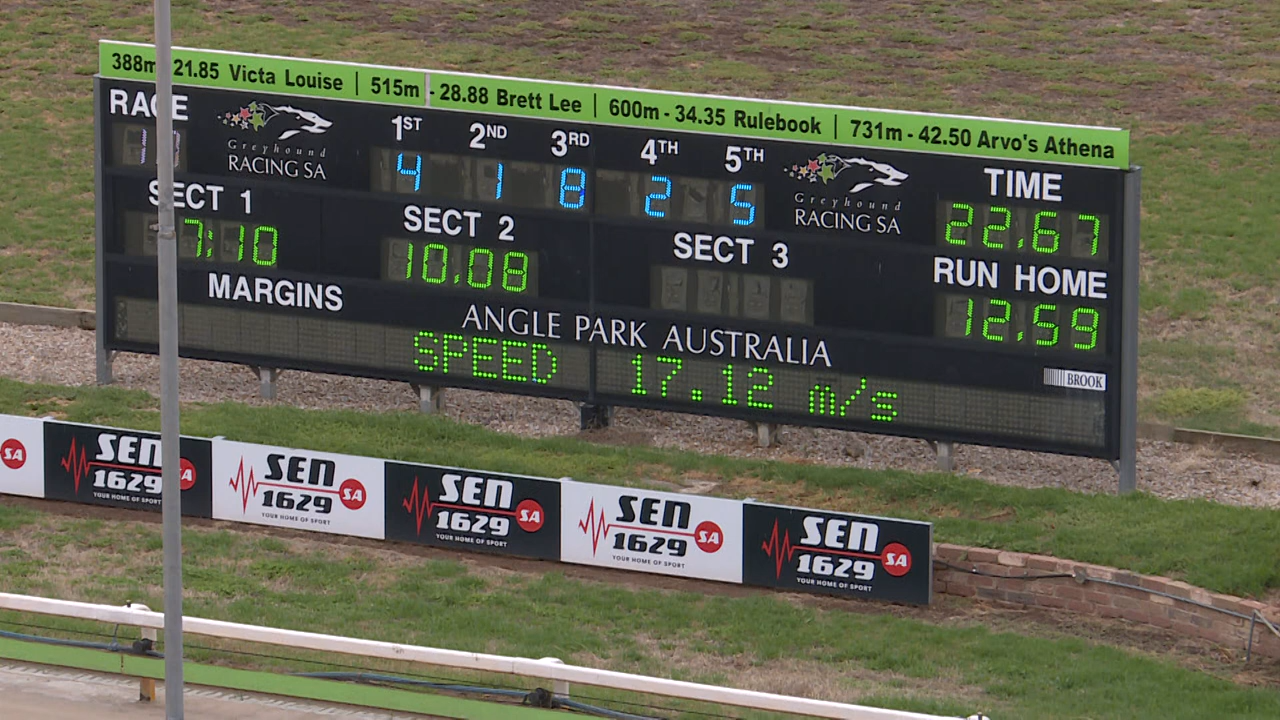 388m 21.85 Victa Louise | 515m - 28.88 Brett Lee | 600m - 34.35 Rulebook | 731m - 42.50 Arvo's Athena
RACE
Greyhound
RACING SA
1ST 2ND 3RD 4TH 5TH
4 1 8 2 5
Greyhound
RACING SA
TIME
22.67
SECT 1
7:10
SECT 2
10.08
SECT 3
RUN HOME
12.59
MARGINS
ANGLE PARK AUSTRALIA
SPEED 17.12 m/s
BROOK
SA
SEN
1629 SA
YOUR HOME OF SPORT
SEN
1629 SA
YOUR HOME OF SPORT
SEN
1629 SA
YOUR HOME OF SPORT
SEN
1629 SA
YOUR HOME OF SPORT
SEN
1629 SA
YOUR HOME OF SPORT